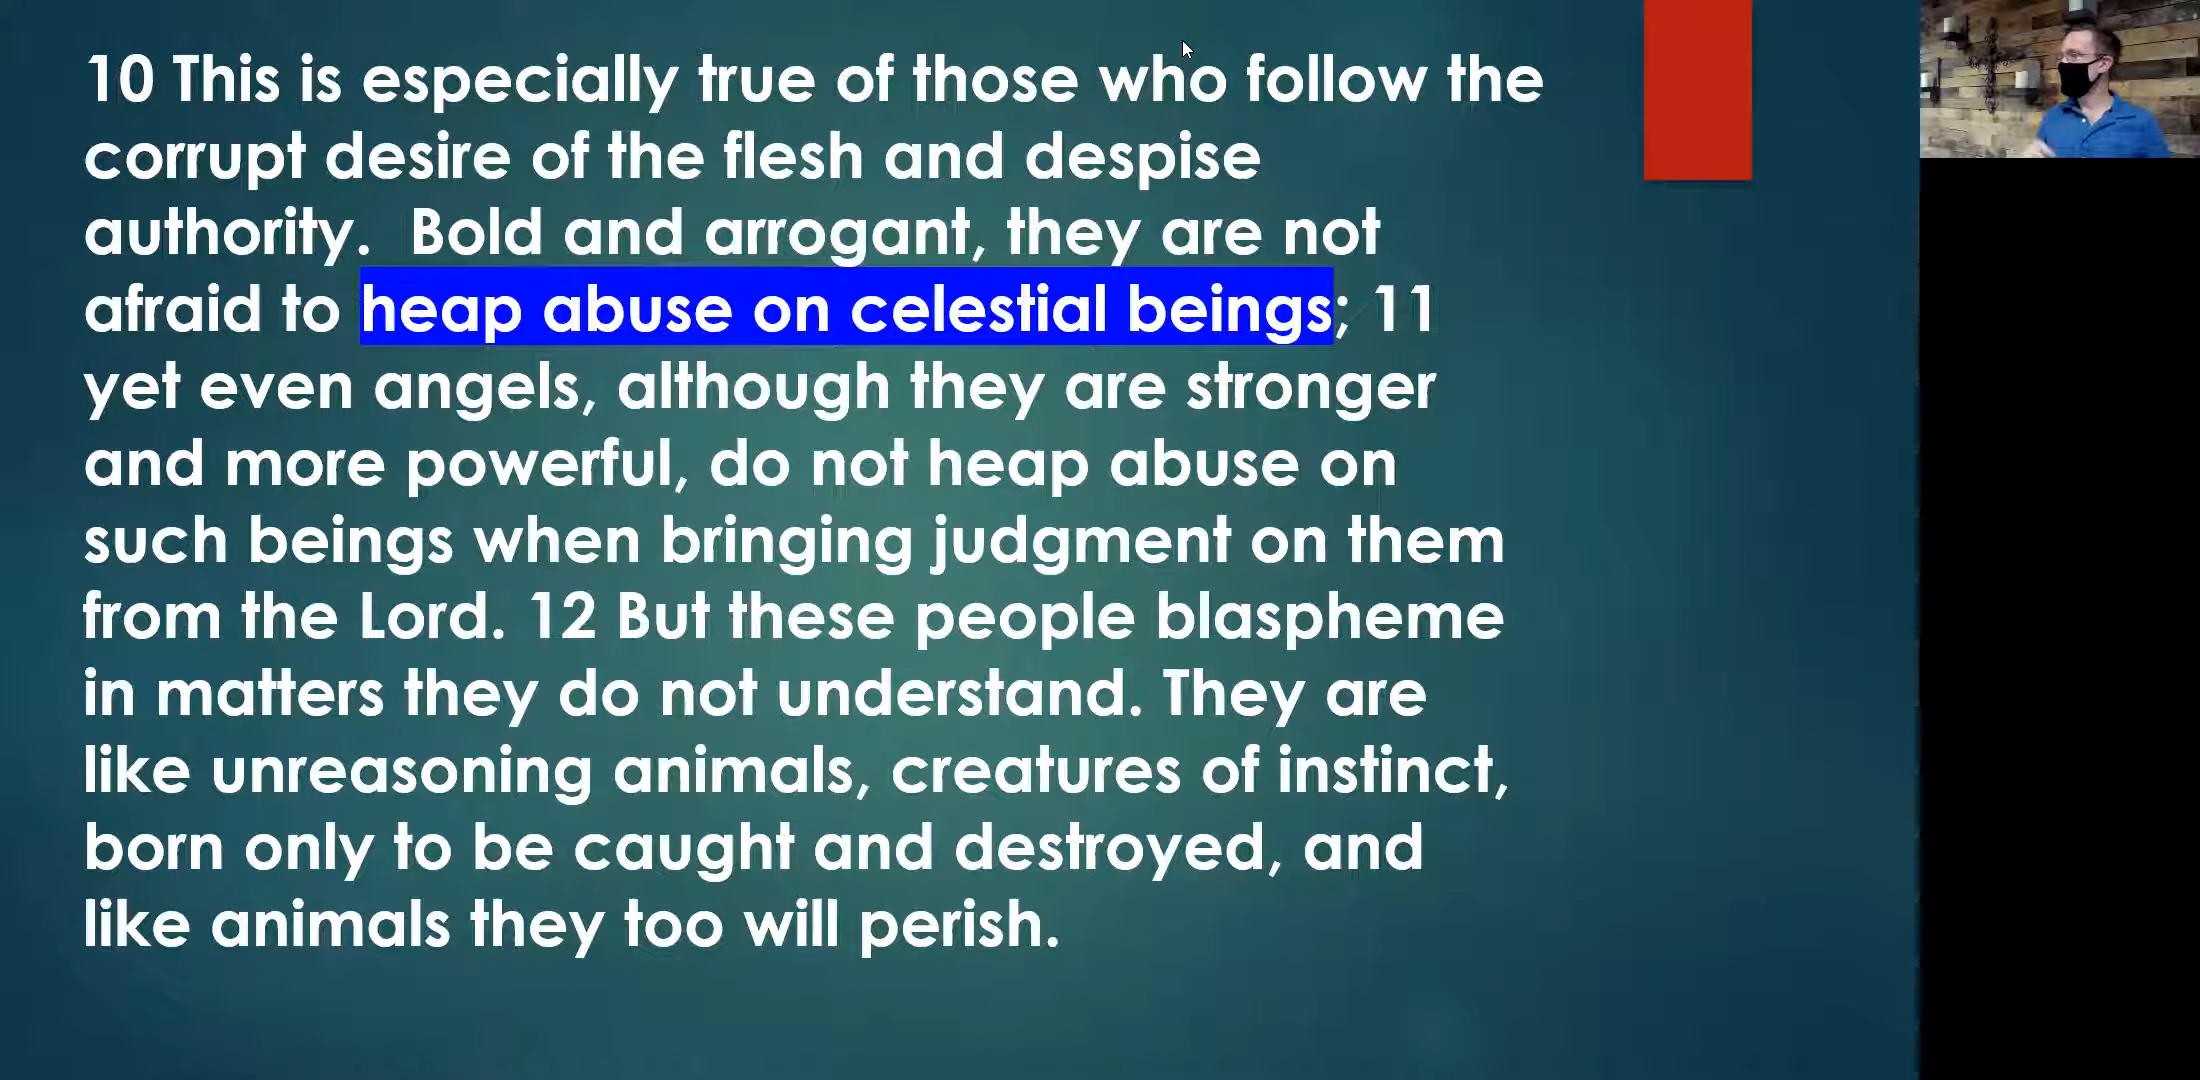 10 This is especially true of those who follow the
corrupt desire of the flesh and despise
authority.  Bold and arrogant, they are not
afraid to heap abuse on celestial beings; 11
yet even angels, although they are stronger
and more powerful, do not heap abuse on
such beings when bringing judgment on them
from the Lord. 12 But these people blaspheme
in matters they do not understand. They are
like unreasoning animals, creatures of instinct,
born only to be caught and destroyed, and
like animals they too will perish.